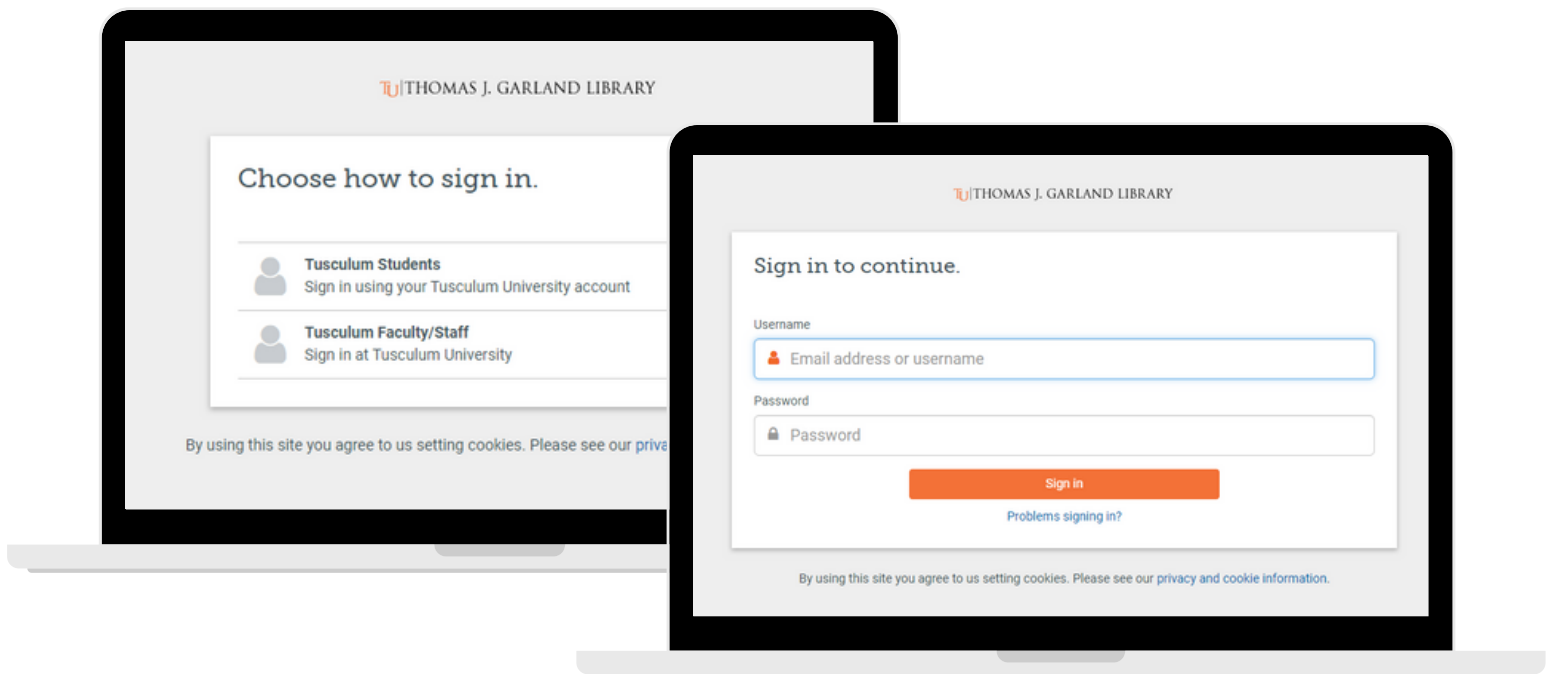 TU|THOMAS J. GARLAND LIBRARY
Choose how to sign in.
Tusculum Students
Sign in using your Tusculum University account
Tusculum Faculty/Staff
Sign in at Tusculum University
By using this site you agree to us setting cookies. Please see our
TU|THOMAS J. GARLAND LIBRARY
Sign in to continue.
Username
Email address or username
Password
Password
Sign in
Problems signing in?
By using this site you agree to us setting cookies. Please see our privacy and cookie information.